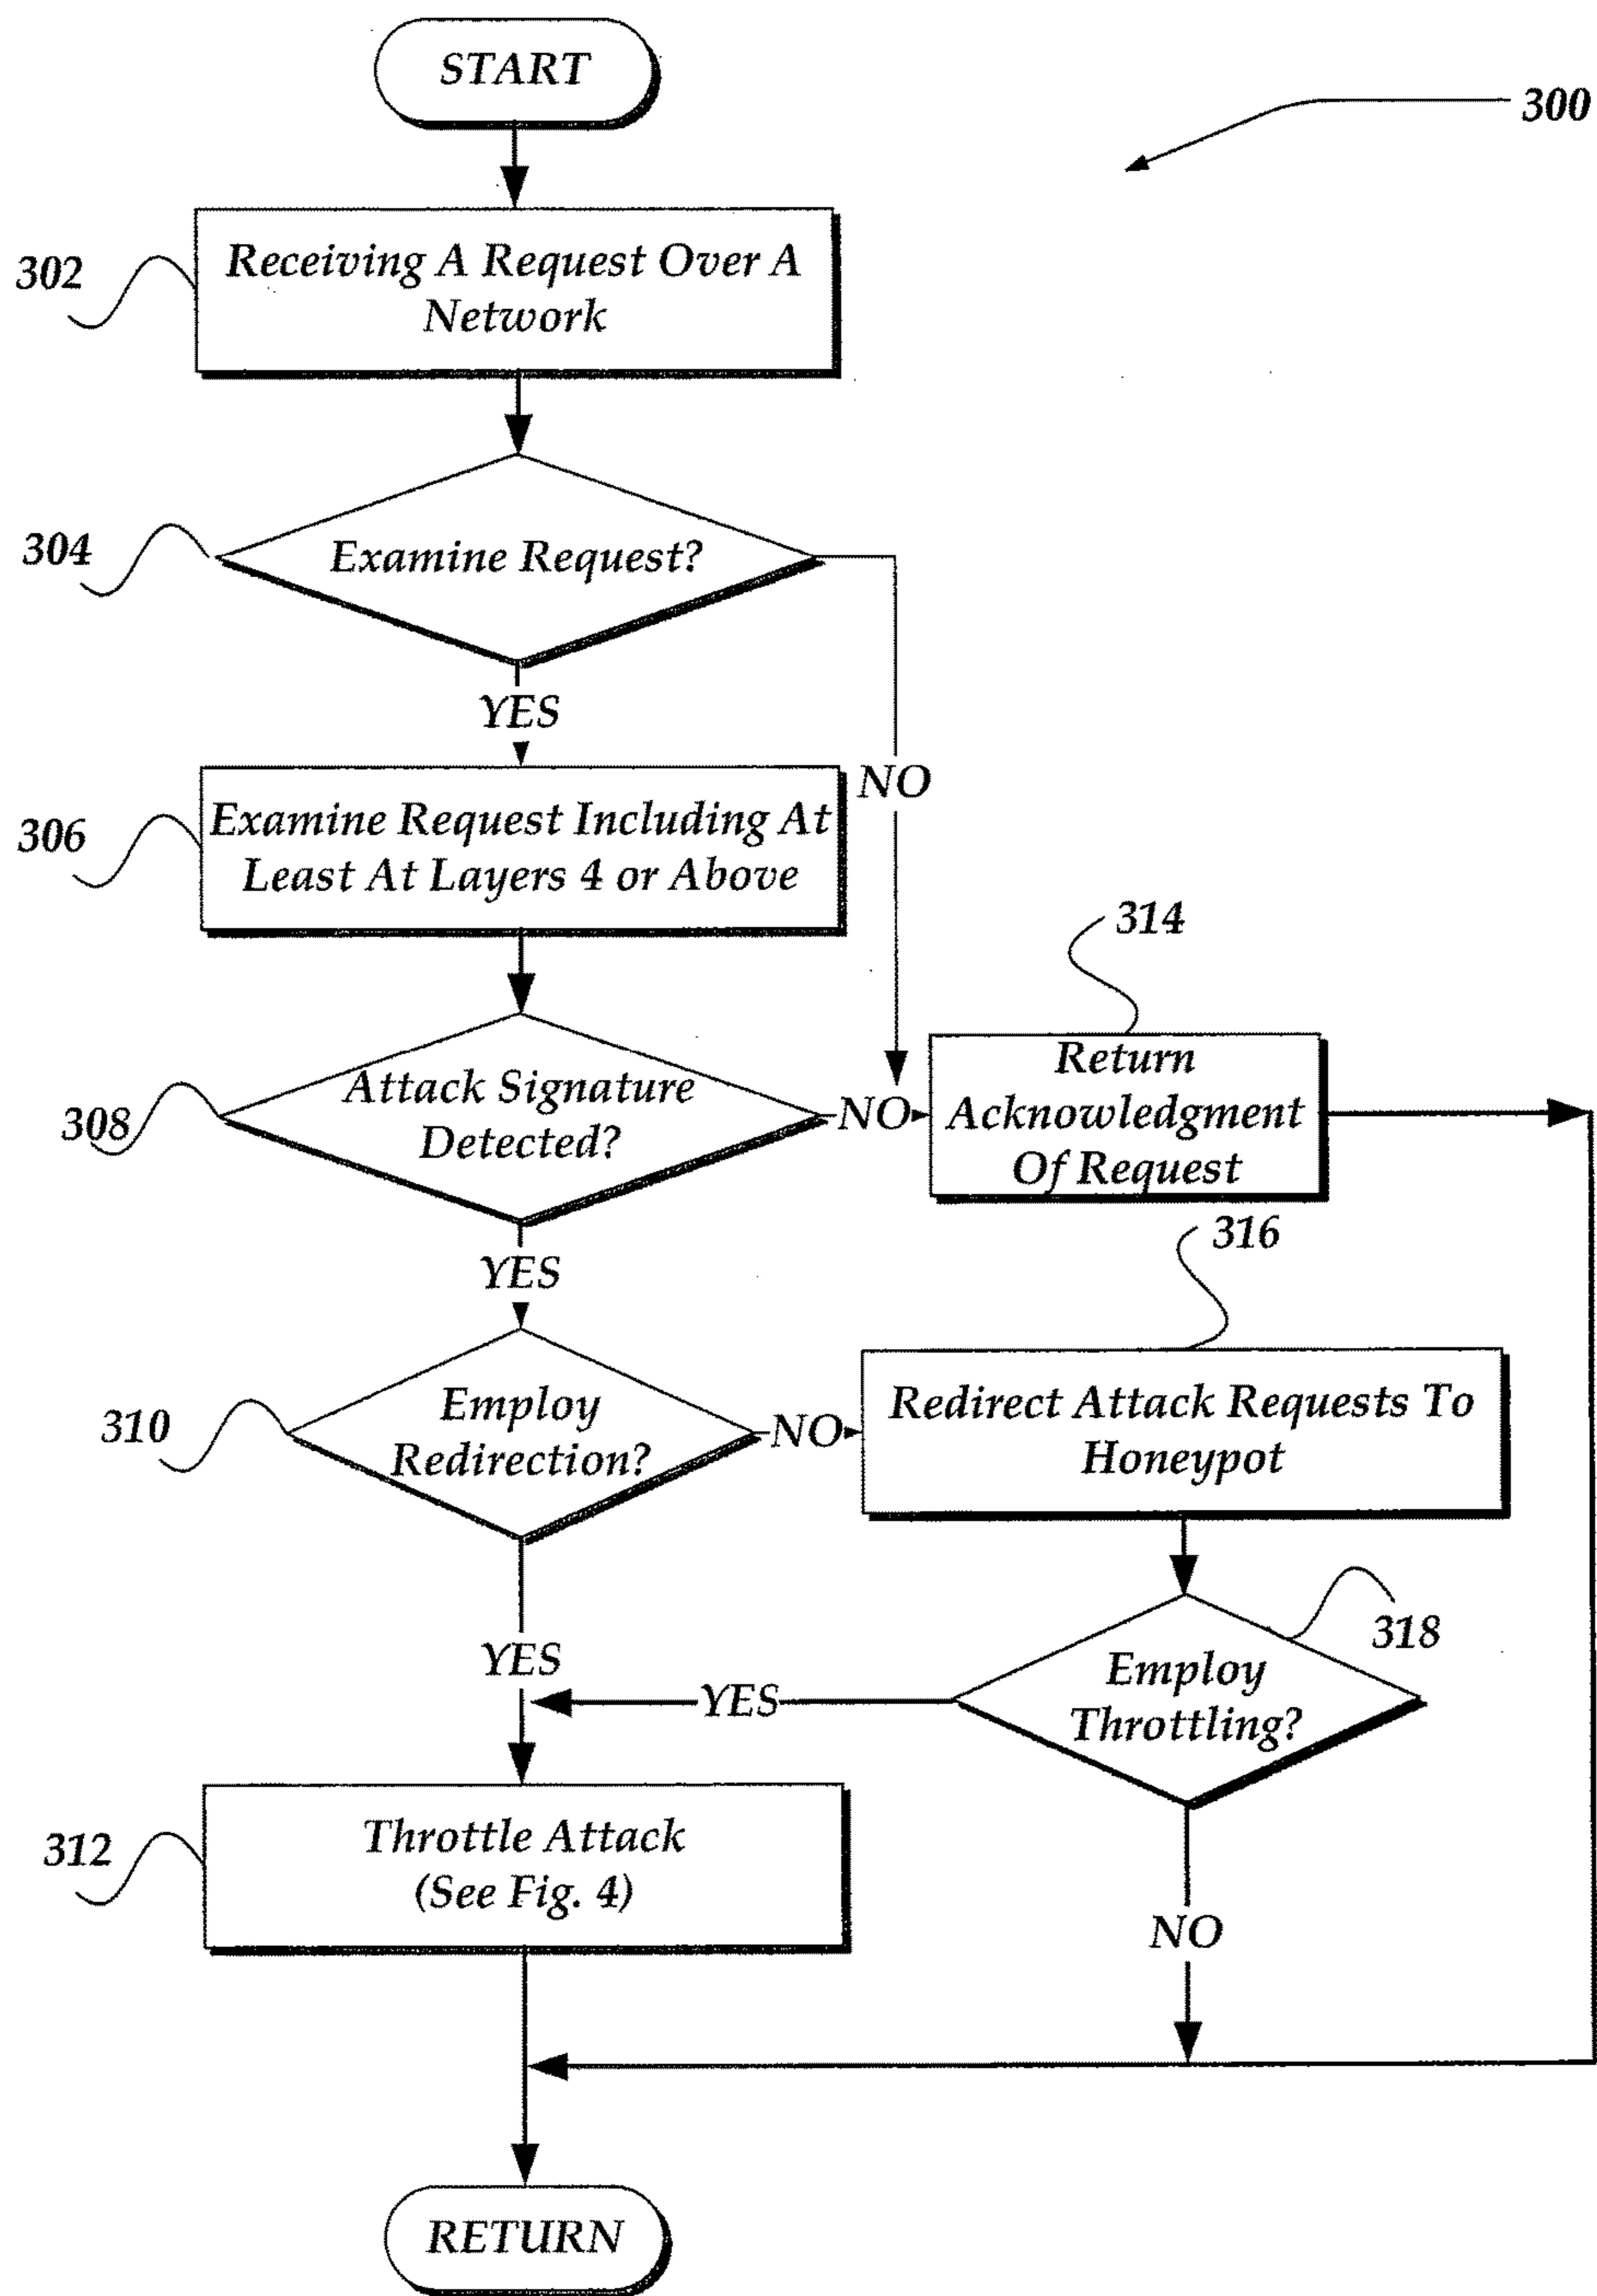 START
300
302
Receiving A Request Over A
Network
304
Examine Request?
YES
NO
306
Examine Request Including At
Least At Layers 4 or Above
314
308
Attack Signature
Detected?
NO
Return
Acknowledgment
Of Request
YES
316
310
Employ
Redirection?
NO
Redirect Attack Requests To
Honeypot
318
YES
YES
Employ
Throttling?
312
Throttle Attack
(See Fig. 4)
NO
RETURN